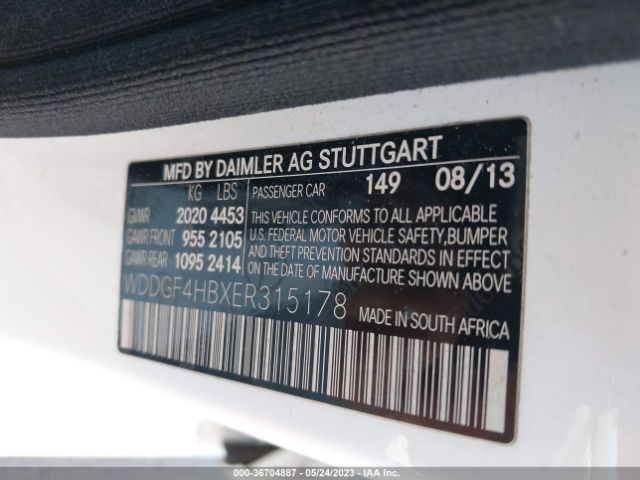 MFD BY DAIMLER AG STUTTGART
KG LBS PASSENGER CAR 149 08/13
GVWR 2020 4453
GAWR FRONT 955 2105
GAWR REAR 1095 2414
THIS VEHICLE CONFORMS TO ALL APPLICABLE
U.S. FEDERAL MOTOR VEHICLE SAFETY,BUMPER
AND THEFT PREVENTION STANDARDS IN EFFECT
ON THE DATE OF MANUFACTURE SHOWN ABOVE.
WDDGF4HBXER315178 MADE IN SOUTH AFRICA
000-36704887 - 05/24/2023 - IAA Inc.